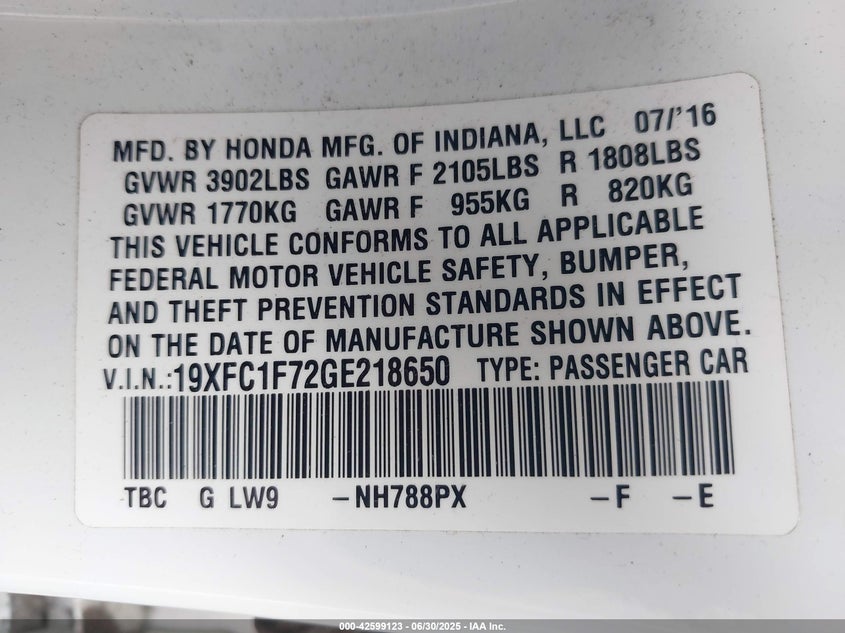 MFD. BY HONDA MFG. OF INDIANA, LLC 07/'16
GVWR 3902LBS GAWR F 2105LBS R 1808LBS
GVWR 1770KG GAWR F 955KG R 820KG
THIS VEHICLE CONFORMS TO ALL APPLICABLE
FEDERAL MOTOR VEHICLE SAFETY, BUMPER,
AND THEFT PREVENTION STANDARDS IN EFFECT
ON THE DATE OF MANUFACTURE SHOWN ABOVE.
V.I.N.:19XFC1F72GE218650 TYPE: PASSENGER CAR
TBC G LW9 -NH788PX -F -E
000-42599123 - 06/30/2025 - IAA Inc.